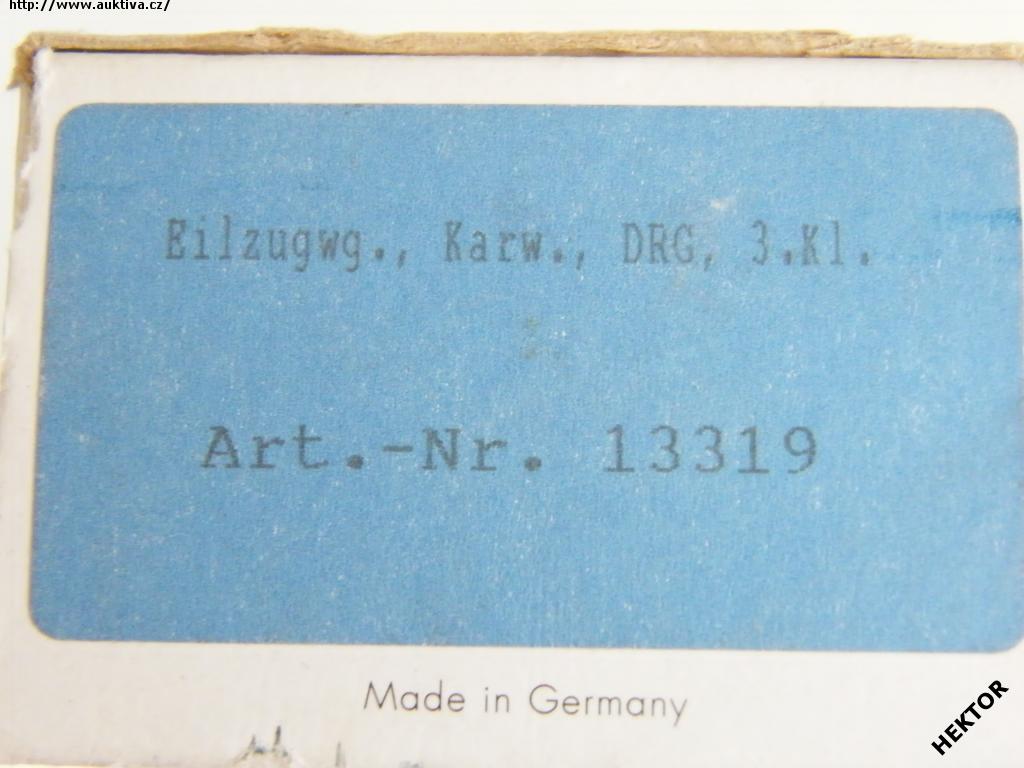 http://www.auktiva.cz/
Eilzugwg., Karw., DRG, 3.Kl.
Art.-Nr. 13319
Made in Germany
HEKTOR